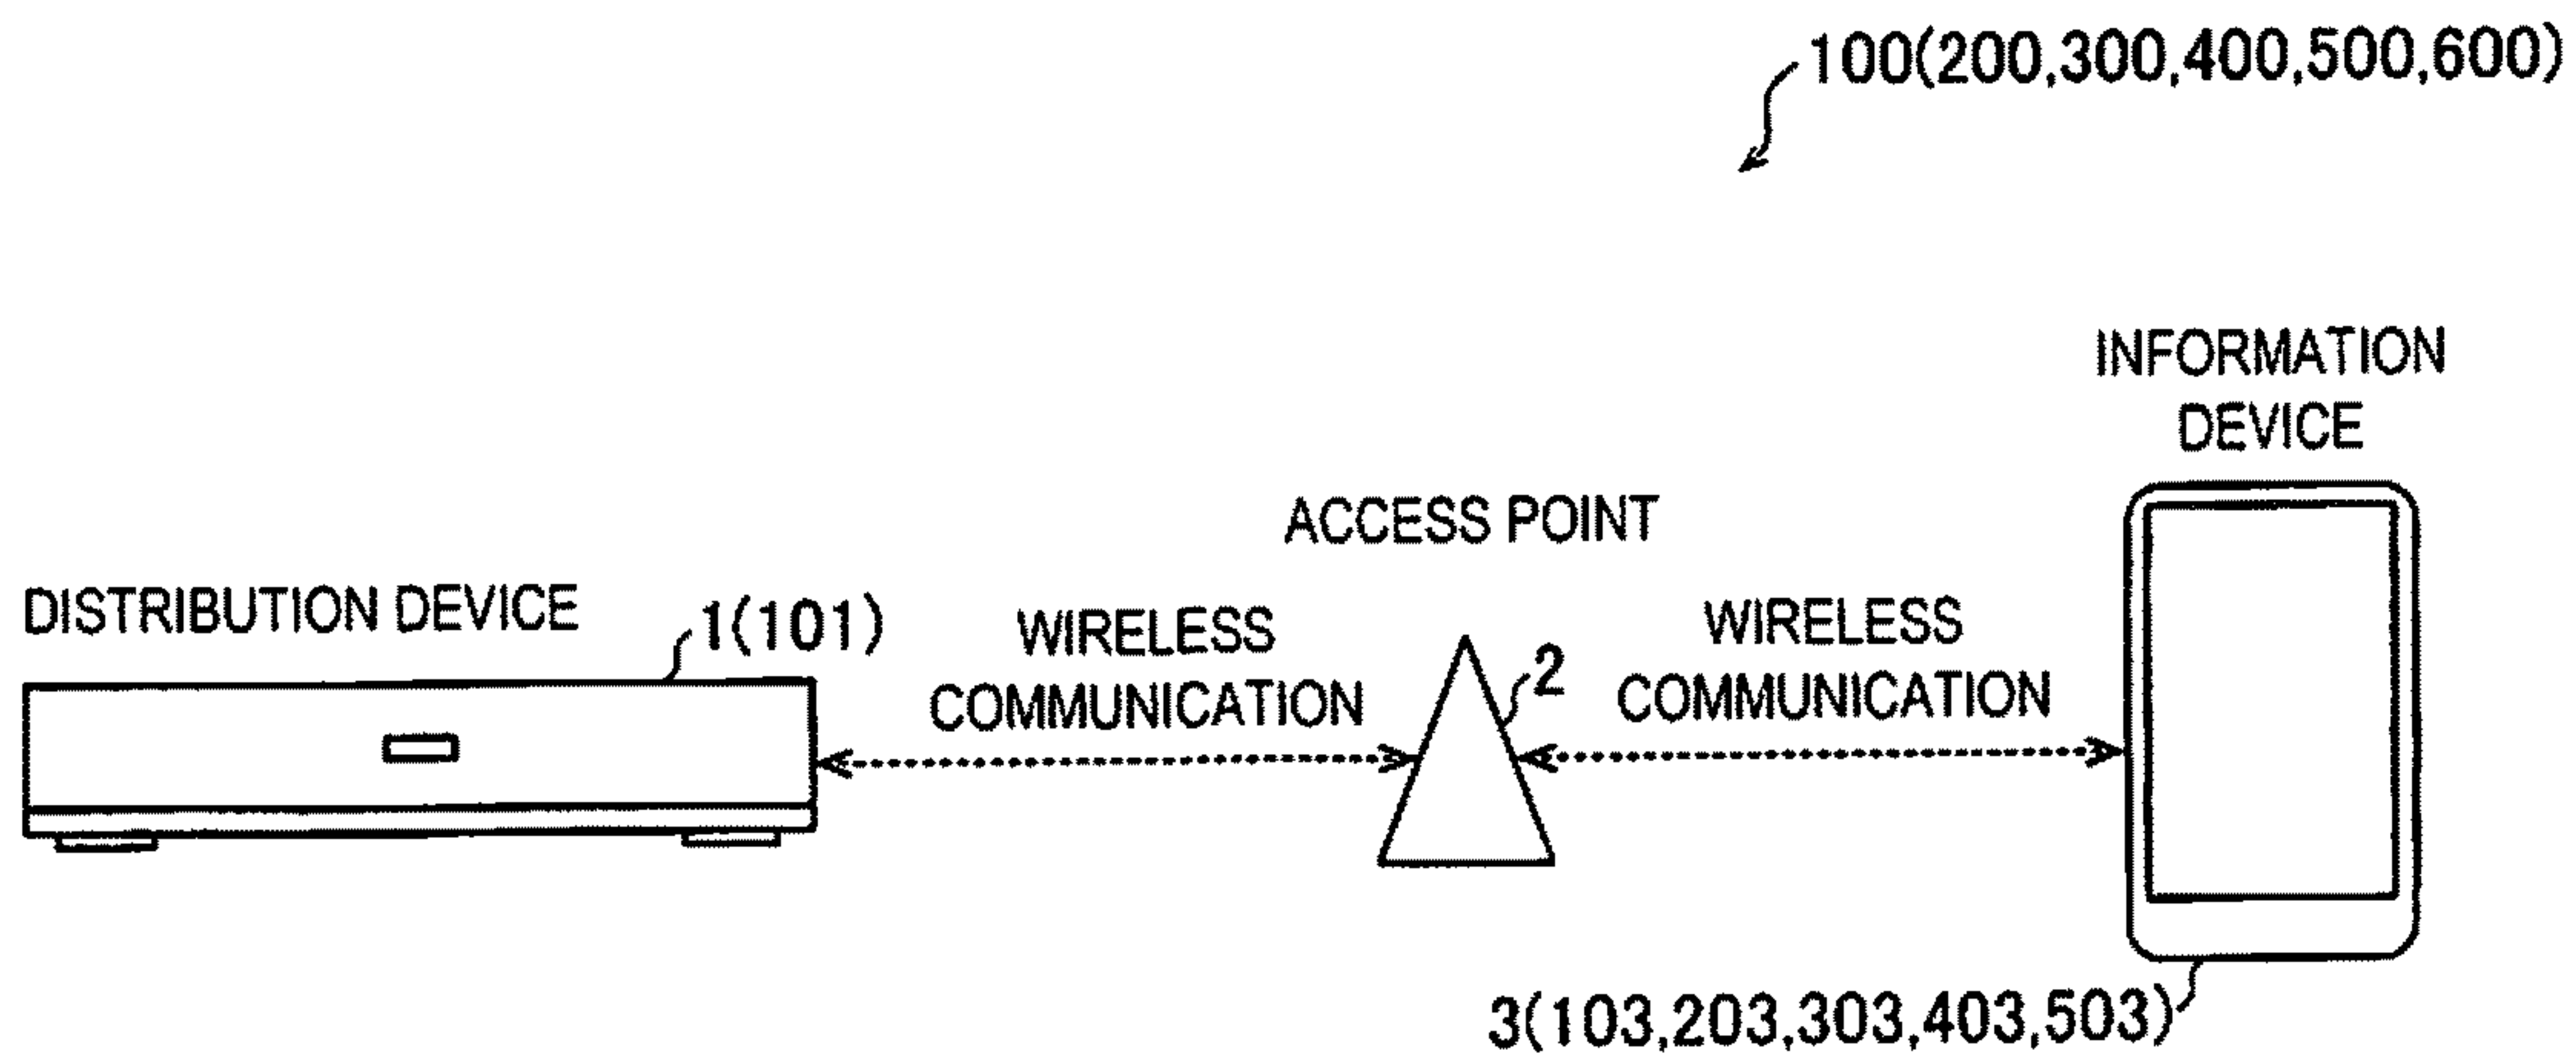 100(200,300,400,500,600)
INFORMATION
DEVICE
ACCESS POINT
DISTRIBUTION DEVICE
1(101)
WIRELESS
COMMUNICATION
2
WIRELESS
COMMUNICATION
3(103,203,303,403,503)